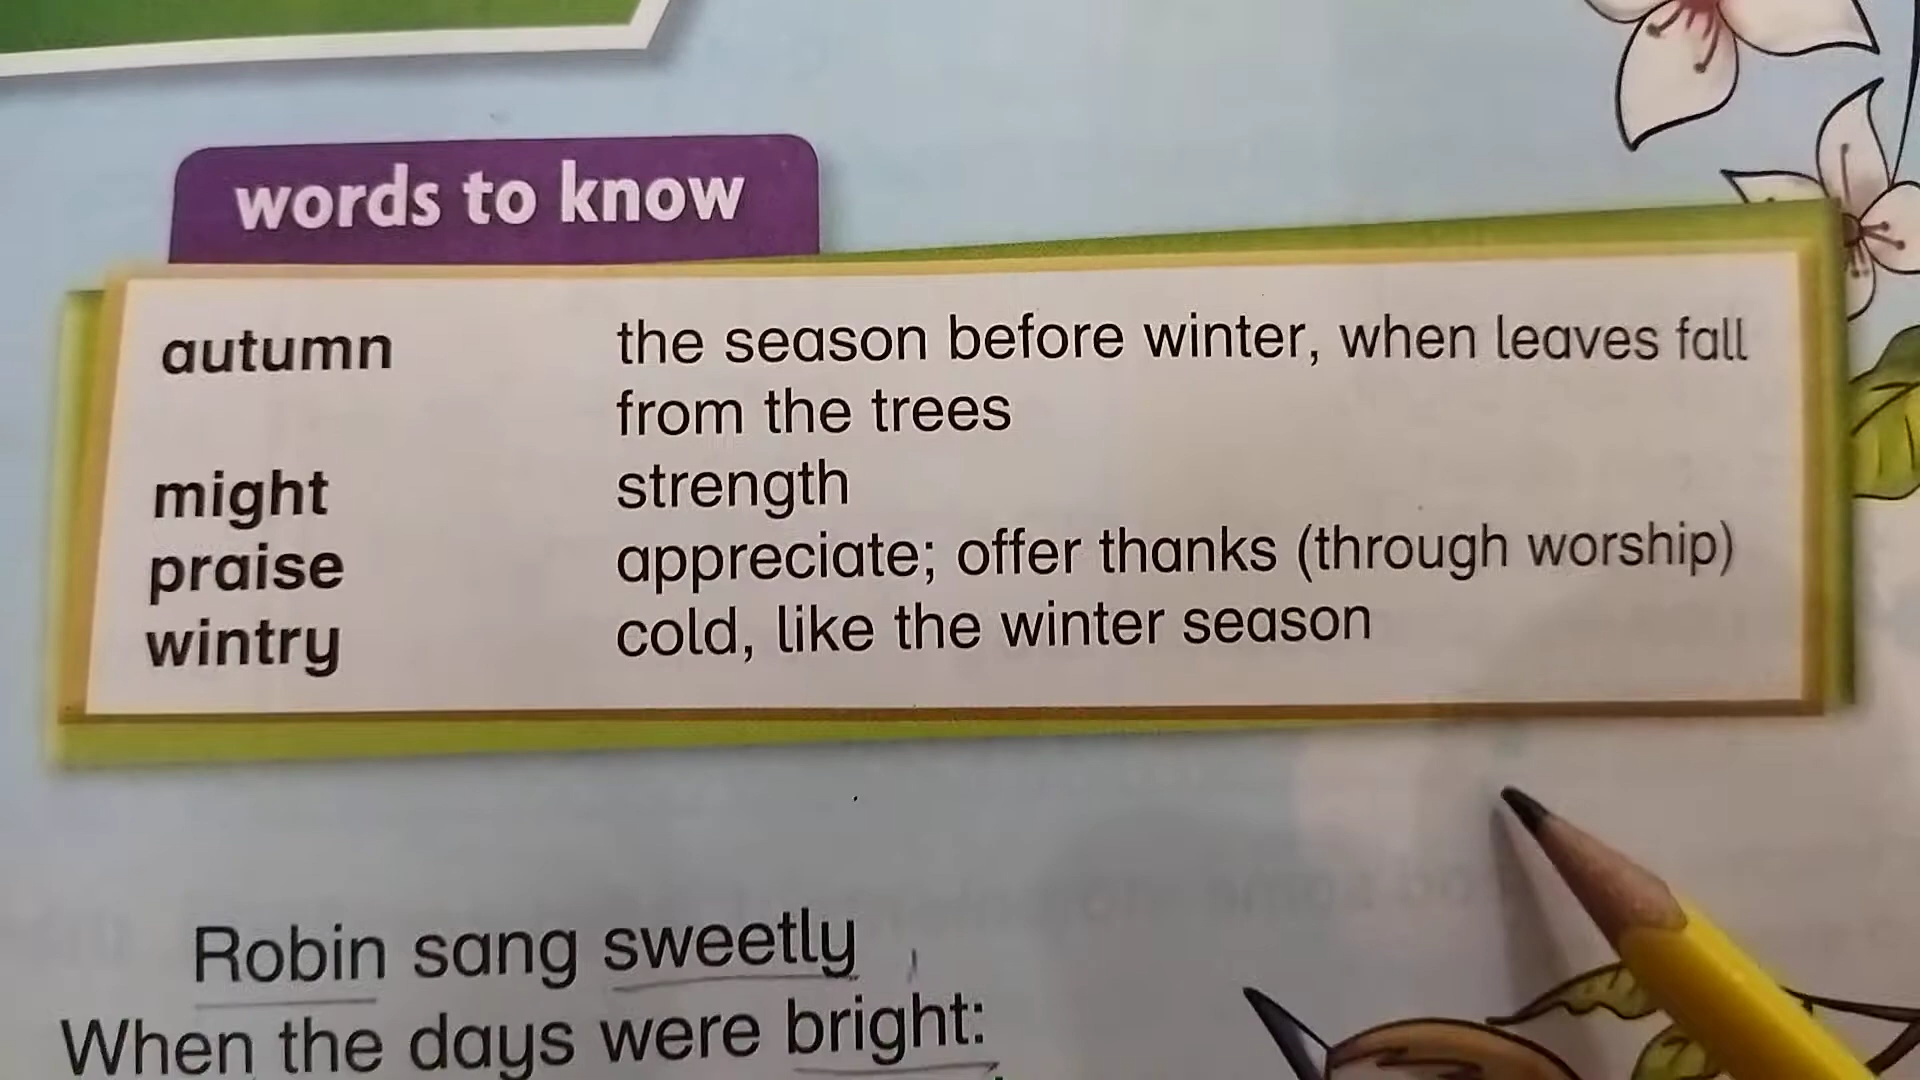 words to know
autumn the season before winter, when leaves fall
from the trees
might strength
praise appreciate; offer thanks (through worship)
wintry cold, like the winter season
Robin sang sweetly
When the days were bright: